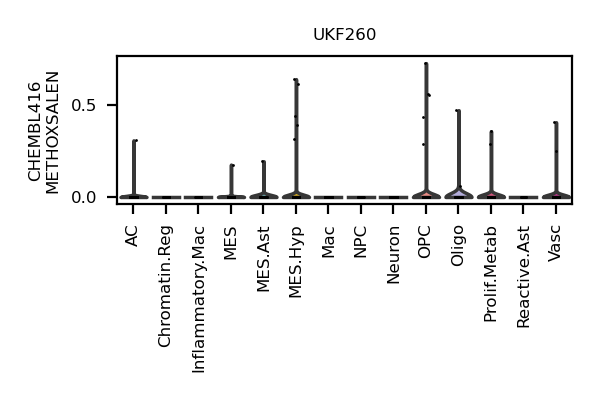 UKF260
CHEMBL416
METHOXSALEN
0.5
0.0
AC
Chromatin.Reg
Inflammatory.Mac
MES
MES.Ast
MES.Hyp
Mac
NPC
Neuron
OPC
Oligo
Prolif.Metab
Reactive.Ast
Vasc